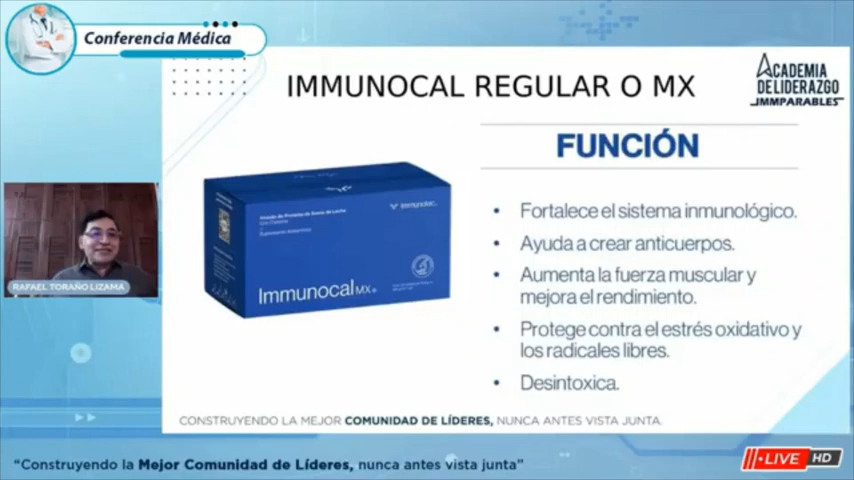 Conferencia Médica
IMMUNOCAL REGULAR O MX
ACADEMIA
DE LIDERAZGO
IMMPARABLES
FUNCIÓN
immunotec
ImmunocalMX
• Fortalece el sistema inmunológico.
• Ayuda a crear anticuerpos.
• Aumenta la fuerza muscular y
mejora el rendimiento.
• Protege contra el estrés oxidativo y
los radicales libres.
• Desintoxica.
RAFAEL TORAÑO LIZAMA
CONSTRUYENDO LA MEJOR COMUNIDAD DE LÍDERES, NUNCA ANTES VISTA JUNTA.
“Construyendo la Mejor Comunidad de Líderes, nunca antes vista junta”
LIVE HD